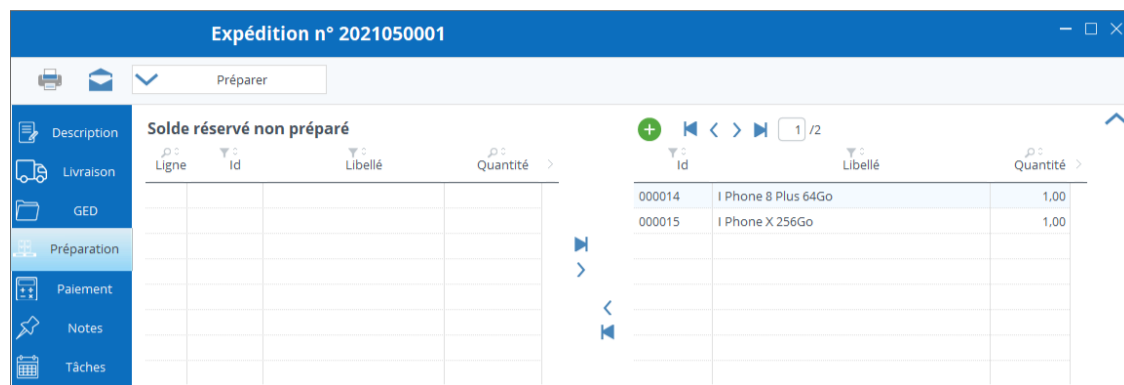 Expédition n° 2021050001
Préparer
Description
Livraison
GED
Préparation
Paiement
Notes
Tâches
Solde réservé non préparé
Ligne Id Libellé Quantité
1 /2
Id Libellé Quantité
000014 I Phone 8 Plus 64Go 1,00
000015 I Phone X 256Go 1,00